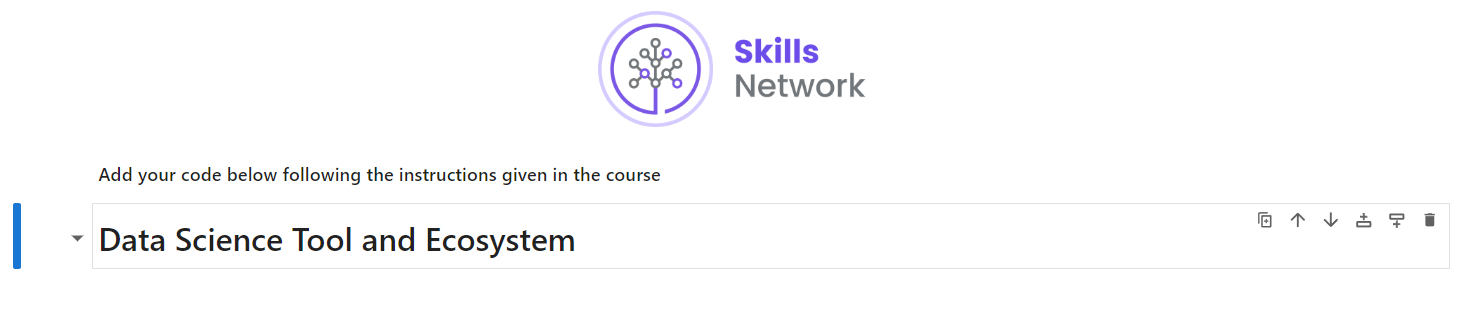 Skills
Network
Add your code below following the instructions given in the course
Data Science Tool and Ecosystem